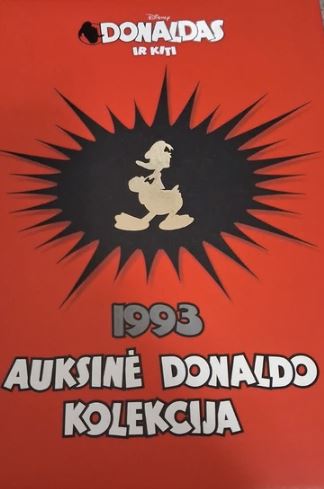 Disney
DONALDAS
IR KITI
1993
AUKSINĖ DONALDO
KOLEKCIJA